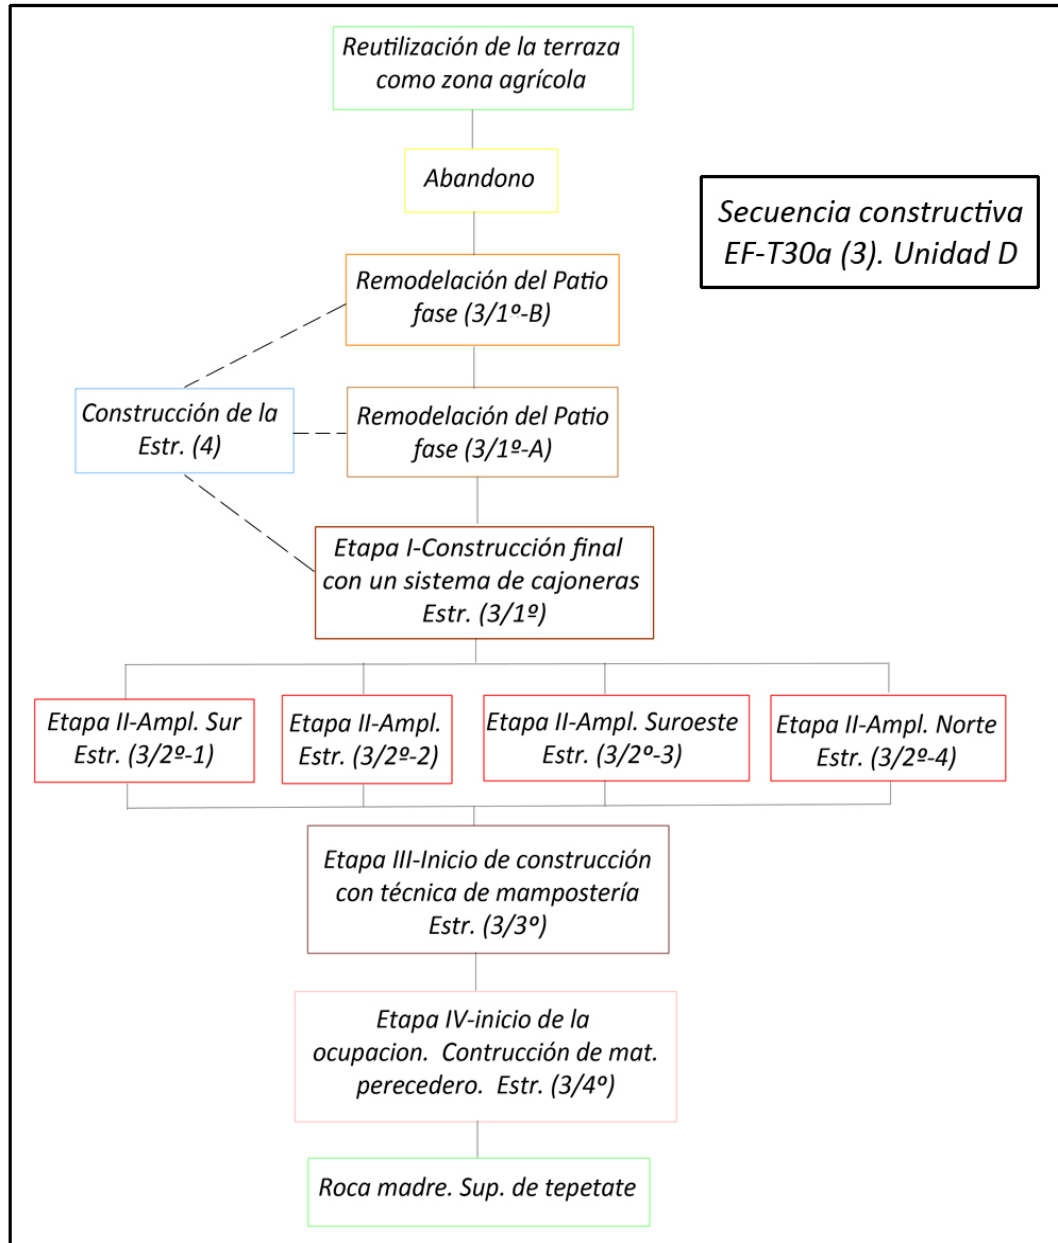 Reutilización de la terraza
como zona agrícola
Abandono
Secuencia constructiva
EF-T30a (3). Unidad D
Remodelación del Patio
fase (3/1º-B)
Construcción de la
Estr. (4)
Remodelación del Patio
fase (3/1º-A)
Etapa I-Construcción final
con un sistema de cajoneras
Estr. (3/1º)
Etapa II-Ampl. Sur
Estr. (3/2º-1)
Etapa II-Ampl.
Estr. (3/2º-2)
Etapa II-Ampl. Suroeste
Estr. (3/2º-3)
Etapa II-Ampl. Norte
Estr. (3/2º-4)
Etapa III-Inicio de construcción
con técnica de mampostería
Estr. (3/3º)
Etapa IV-inicio de la
ocupacion.  Contrucción de mat.
perecedero.  Estr. (3/4º)
Roca madre. Sup. de tepetate